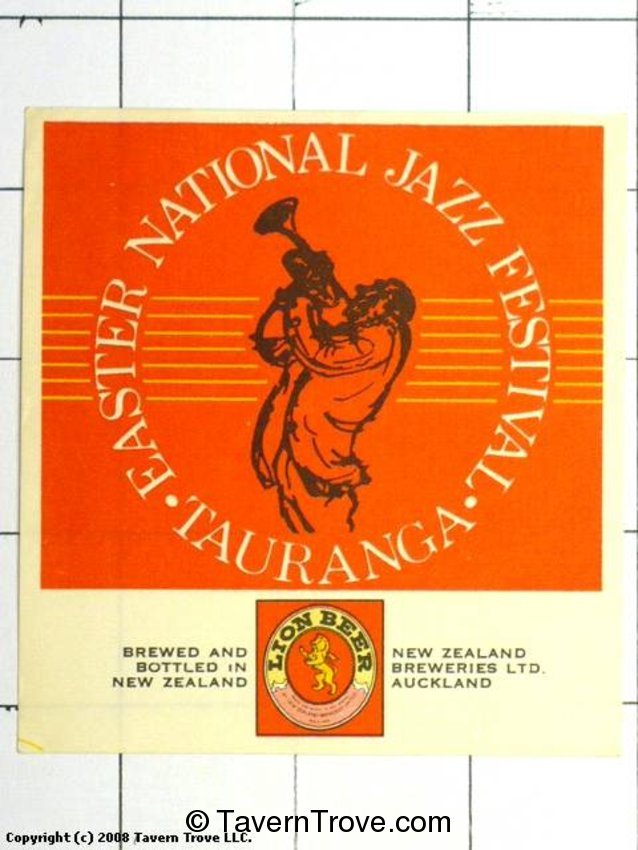 EASTER NATIONAL JAZZ FESTIVAL
• TAURANGA •
BREWED AND
BOTTLED IN
NEW ZEALAND
LION BEER
NEW ZEALAND
BREWERIES LTD.
AUCKLAND
© TavernTrove.com
Copyright (c) 2008 Tavern Trove LLC.